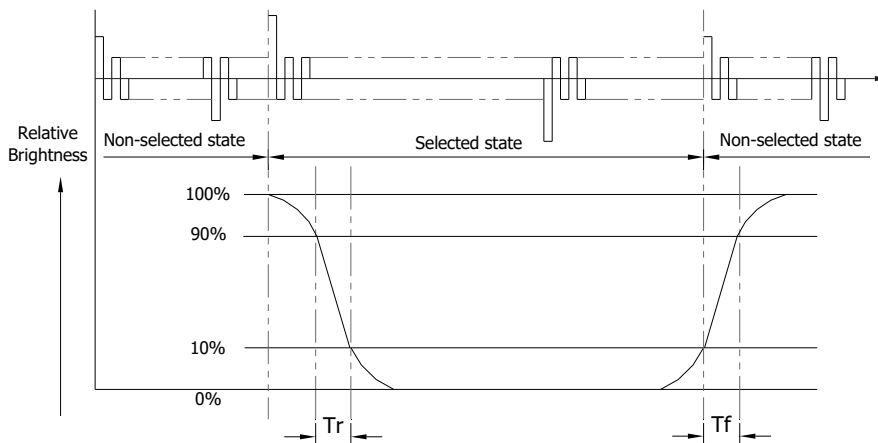 Relative
Brightness
Non-selected state
Selected state
Non-selected state
100%
90%
10%
0%
Tr
Tf